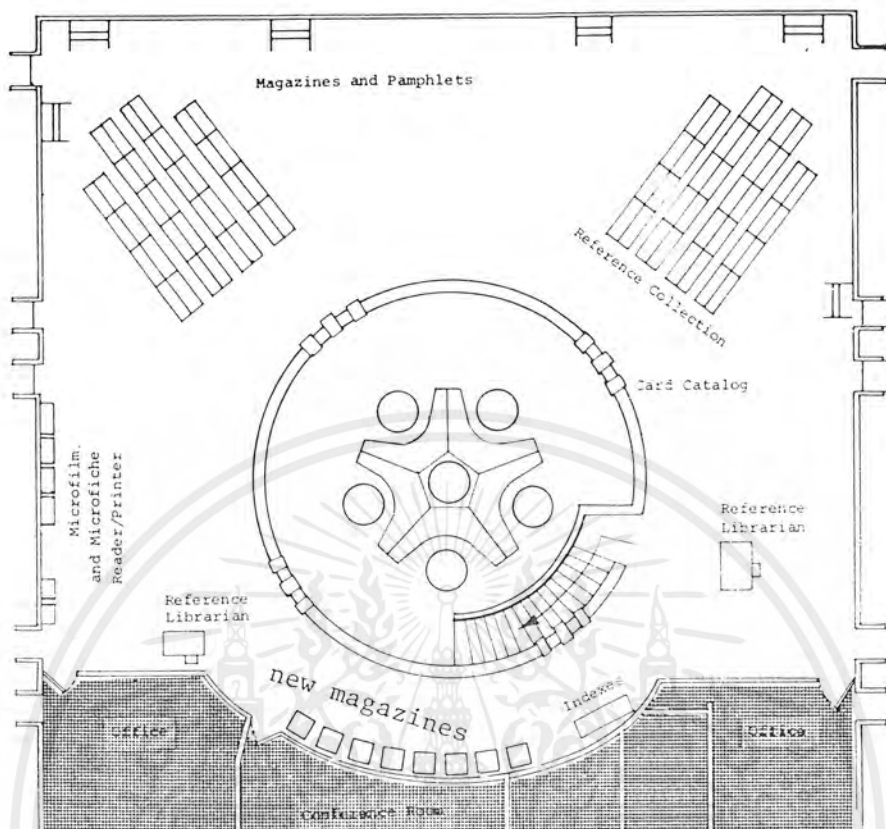 Magazines and Pamphlets
Reference Collection
Card Catalog
Microfilm.
and Microfiche
Reader/Printer
Reference
Librarian
Reference
Librarian
new magazines
Indexes
Office
Office
Conference Room